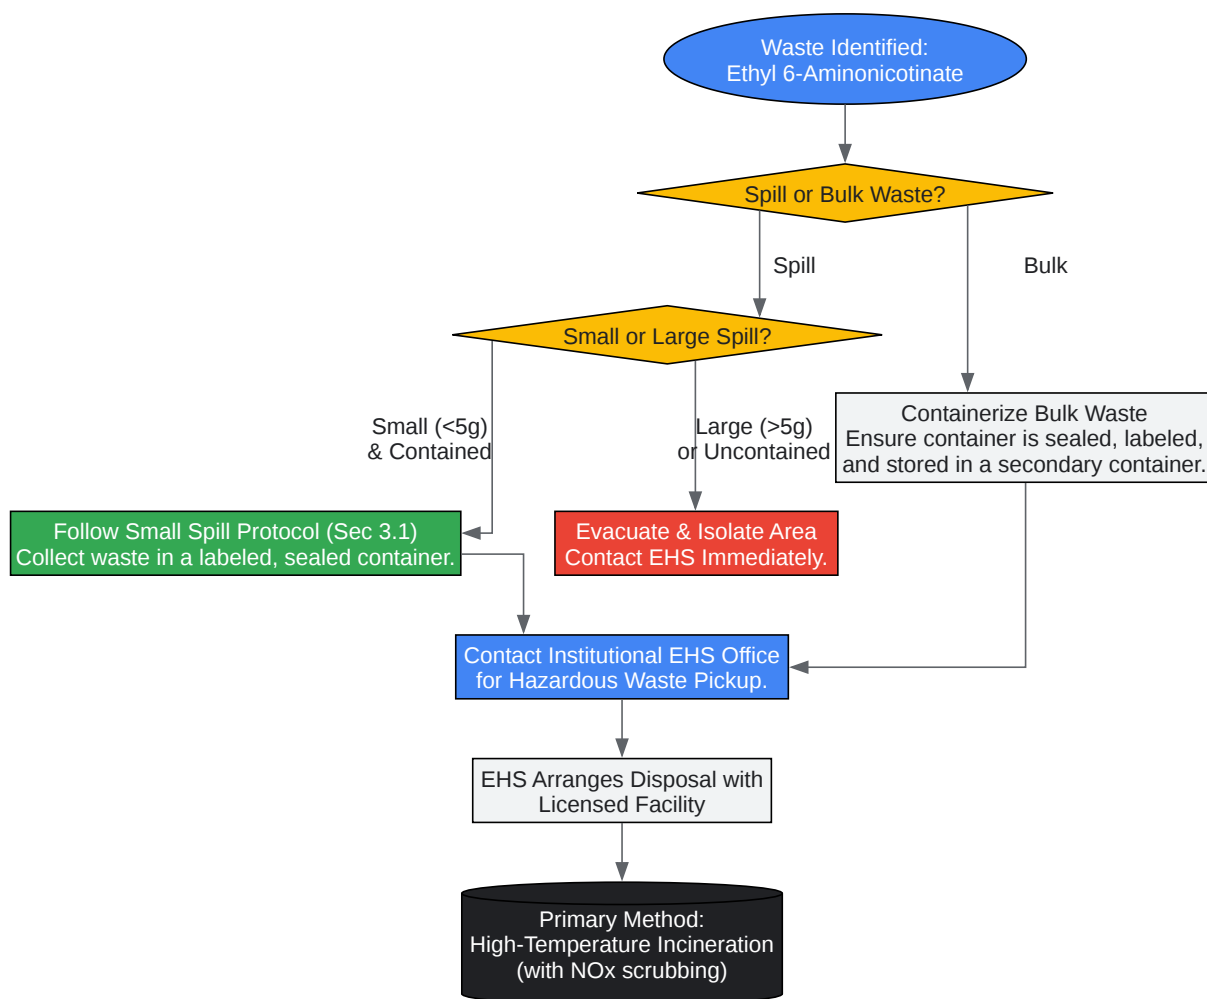 Waste Identified:
Ethyl 6-Aminonicotinate
Spill or Bulk Waste?
Spill
Bulk
Small or Large Spill?
Small (<5g)
& Contained
Large (>5g)
or Uncontained
Containerize Bulk Waste
Ensure container is sealed, labeled,
and stored in a secondary container.
Follow Small Spill Protocol (Sec 3.1)
Collect waste in a labeled, sealed container.
Evacuate & Isolate Area
Contact EHS Immediately.
Contact Institutional EHS Office
for Hazardous Waste Pickup.
EHS Arranges Disposal with
Licensed Facility
Primary Method:
High-Temperature Incineration
(with NOx scrubbing)